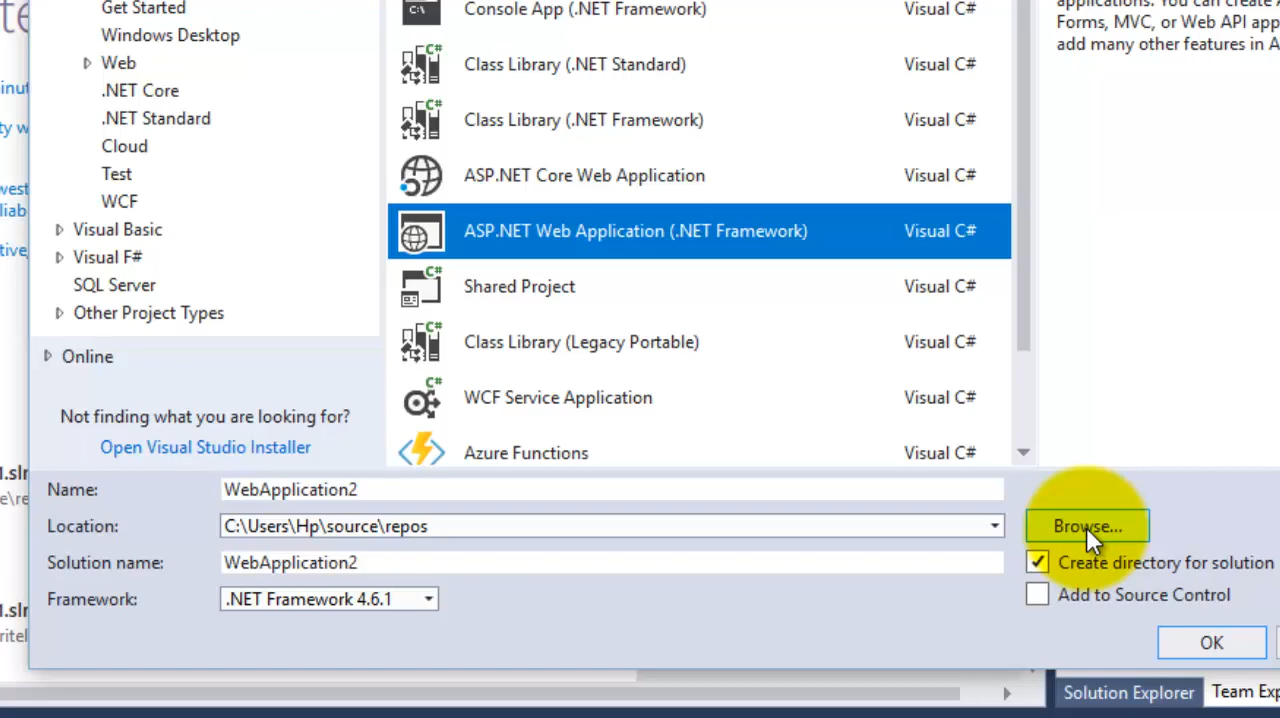 Get Started
Windows Desktop
Web
.NET Core
.NET Standard
Cloud
Test
WCF
Visual Basic
Visual F#
SQL Server
Other Project Types
Online
Not finding what you are looking for?
Open Visual Studio Installer
Console App (.NET Framework) Visual C#
Class Library (.NET Standard) Visual C#
Class Library (.NET Framework) Visual C#
ASP.NET Core Web Application Visual C#
ASP.NET Web Application (.NET Framework) Visual C#
Shared Project Visual C#
Class Library (Legacy Portable) Visual C#
WCF Service Application Visual C#
Azure Functions Visual C#
applications. You can create
Forms, MVC, or Web API app
add many other features in A
Name: WebApplication2
Location: C:\Users\Hp\source\repos Browse...
Solution name: WebApplication2
Create directory for solution
Framework: .NET Framework 4.6.1
Add to Source Control
OK
Solution Explorer Team Exp